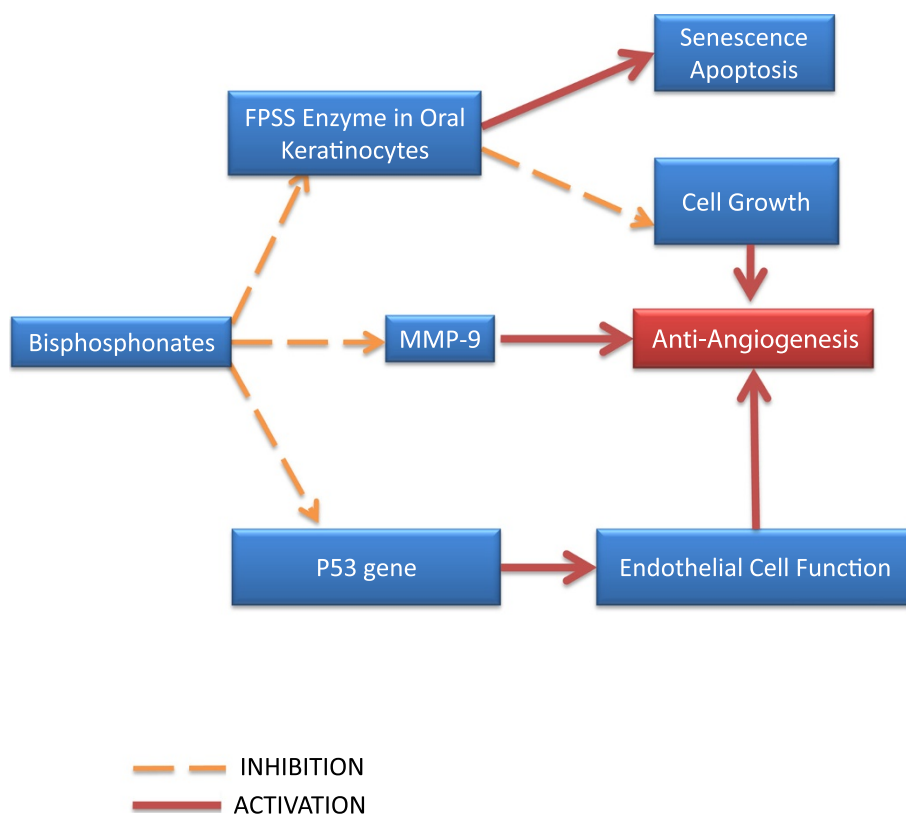 Senescence
Apoptosis
FPSS Enzyme in Oral
Keratinocytes
Cell Growth
Bisphosphonates
MMP-9
Anti-Angiogenesis
P53 gene
Endothelial Cell Function
INHIBITION
ACTIVATION